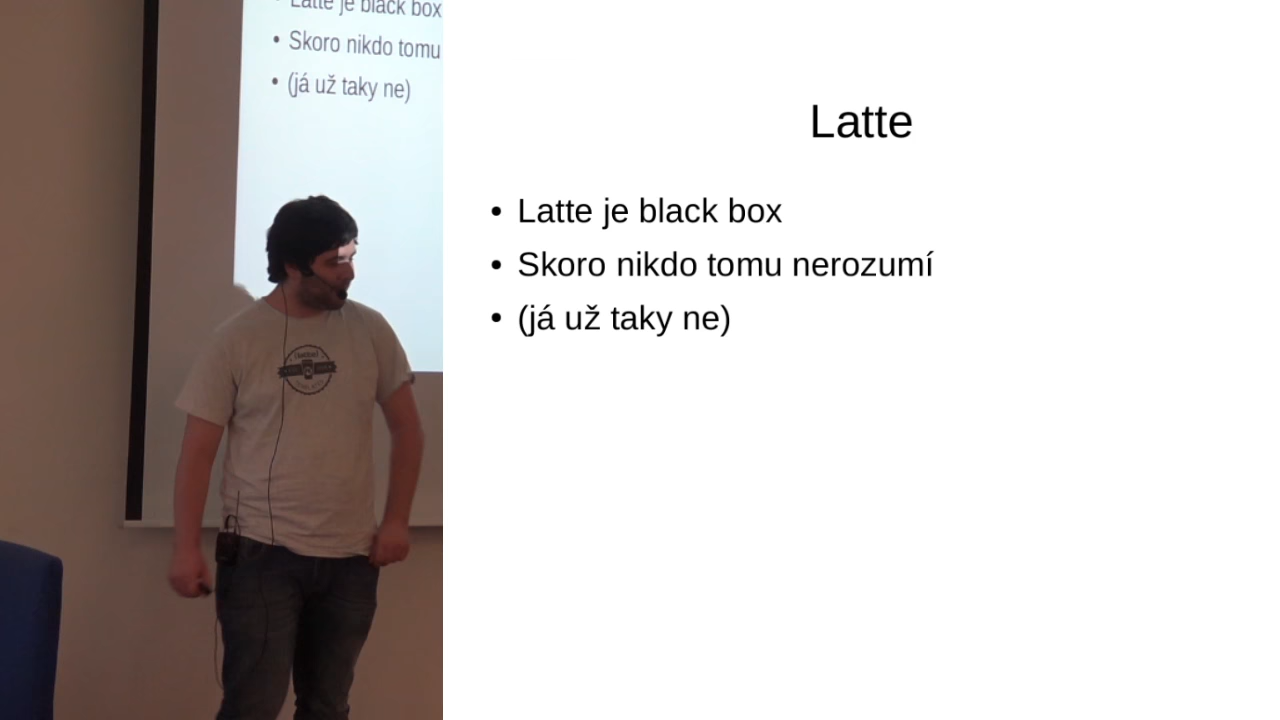 Latte je black box
Skoro nikdo tomu
(já už taky ne)
Latte
• Latte je black box
• Skoro nikdo tomu nerozumí
• (já už taky ne)